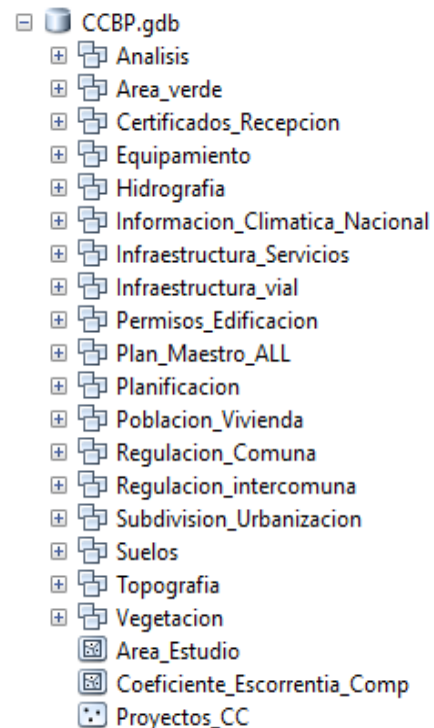 CCBP.gdb
Analisis
Area_verde
Certificados_Recepcion
Equipamiento
Hidrografia
Informacion_Climatica_Nacional
Infraestructura_Servicios
Infraestructura_vial
Permisos_Edificacion
Plan_Maestro_ALL
Planificacion
Poblacion_Vivienda
Regulacion_Comuna
Regulacion_intercomuna
Subdivision_Urbanizacion
Suelos
Topografia
Vegetacion
Area_Estudio
Coeficiente_Escorrentia_Comp
Proyectos_CC